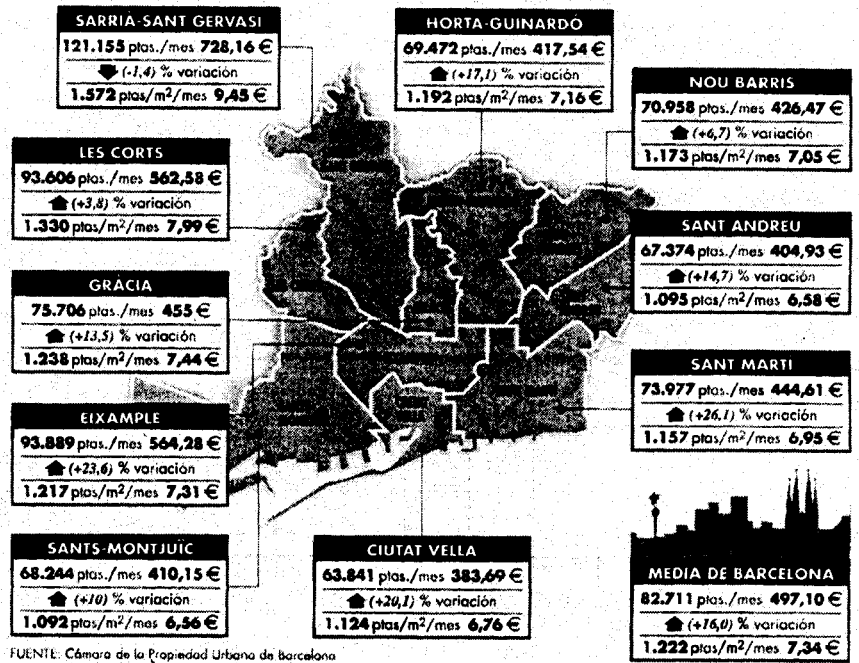 SARRIÀ-SANT GERVASI
121.155 ptas./mes 728,16 €
(-1,4) % variación
1.572 ptas/m²/mes 9,45 €
HORTA-GUINARDÓ
69.472 ptas./mes 417,54 €
(+17,1) % variación
1.192 ptas/m²/mes 7,16 €
NOU BARRIS
70.958 ptas./mes 426,47 €
(+6,7) % variación
1.173 ptas/m²/mes 7,05 €
LES CORTS
93.606 ptas./mes 562,58 €
(+3,8) % variación
1.330 ptas/m²/mes 7,99 €
SANT ANDREU
67.374 ptas./mes 404,93 €
(+14,7) % variación
1.095 ptas/m²/mes 6,58 €
GRÀCIA
75.706 ptas./mes 455 €
(+13,5) % variación
1.238 ptas/m²/mes 7,44 €
SANT MARTI
73.977 ptas./mes 444,61 €
(+26,1) % variación
1.157 ptas/m²/mes 6,95 €
EIXAMPLE
93.889 ptas./mes 564,28 €
(+23,6) % variación
1.217 ptas/m²/mes 7,31 €
SANTS-MONTJUÏC
68.244 ptas./mes 410,15 €
(+10) % variación
1.092 ptas/m²/mes 6,56 €
CIUTAT VELLA
63.841 ptas./mes 383,69 €
(+20,1) % variación
1.124 ptas/m²/mes 6,76 €
MEDIA DE BARCELONA
82.711 ptas./mes 497,10 €
(+16,0) % variación
1.222 ptas/m²/mes 7,34 €
FUENTE: Cámara de la Propiedad Urbana de Barcelona